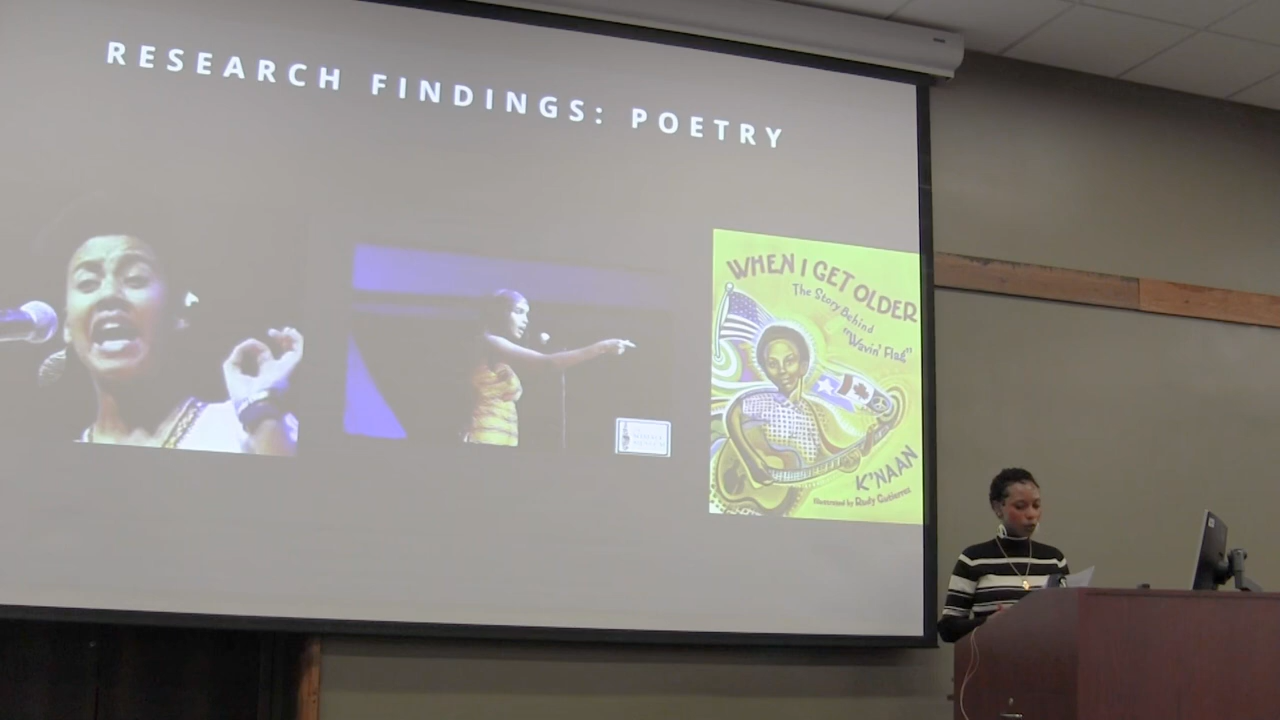 RESEARCH FINDINGS: POETRY
WHEN I GET OLDER
The Story Behind
"Wavin' Flag"
K'NAAN
Illustrated by Rudy Gutierrez